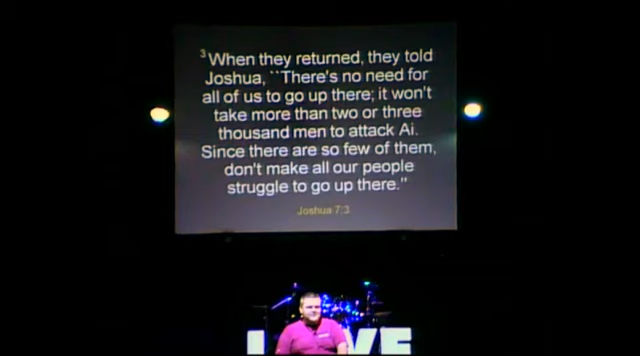 ³When they returned, they told
Joshua, ``There's no need for
all of us to go up there; it won't
take more than two or three
thousand men to attack Ai.
Since there are so few of them,
don't make all our people
struggle to go up there."
Joshua 7:3